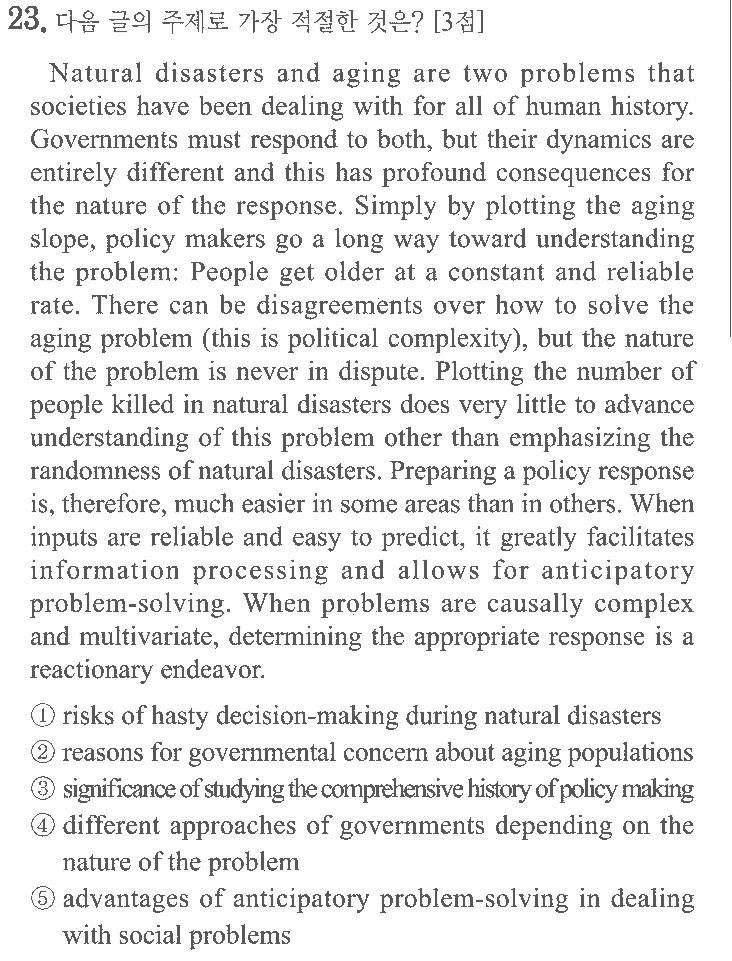 23. 다음 글의 주제로 가장 적절한 것은? [3점]
Natural disasters and aging are two problems that
societies have been dealing with for all of human history.
Governments must respond to both, but their dynamics are
entirely different and this has profound consequences for
the nature of the response. Simply by plotting the aging
slope, policy makers go a long way toward understanding
the problem: People get older at a constant and reliable
rate. There can be disagreements over how to solve the
aging problem (this is political complexity), but the nature
of the problem is never in dispute. Plotting the number of
people killed in natural disasters does very little to advance
understanding of this problem other than emphasizing the
randomness of natural disasters. Preparing a policy response
is, therefore, much easier in some areas than in others. When
inputs are reliable and easy to predict, it greatly facilitates
information processing and allows for anticipatory
problem-solving. When problems are causally complex
and multivariate, determining the appropriate response is a
reactionary endeavor.
① risks of hasty decision-making during natural disasters
② reasons for governmental concern about aging populations
③ significance of studying the comprehensive history of policy making
④ different approaches of governments depending on the
nature of the problem
⑤ advantages of anticipatory problem-solving in dealing
with social problems